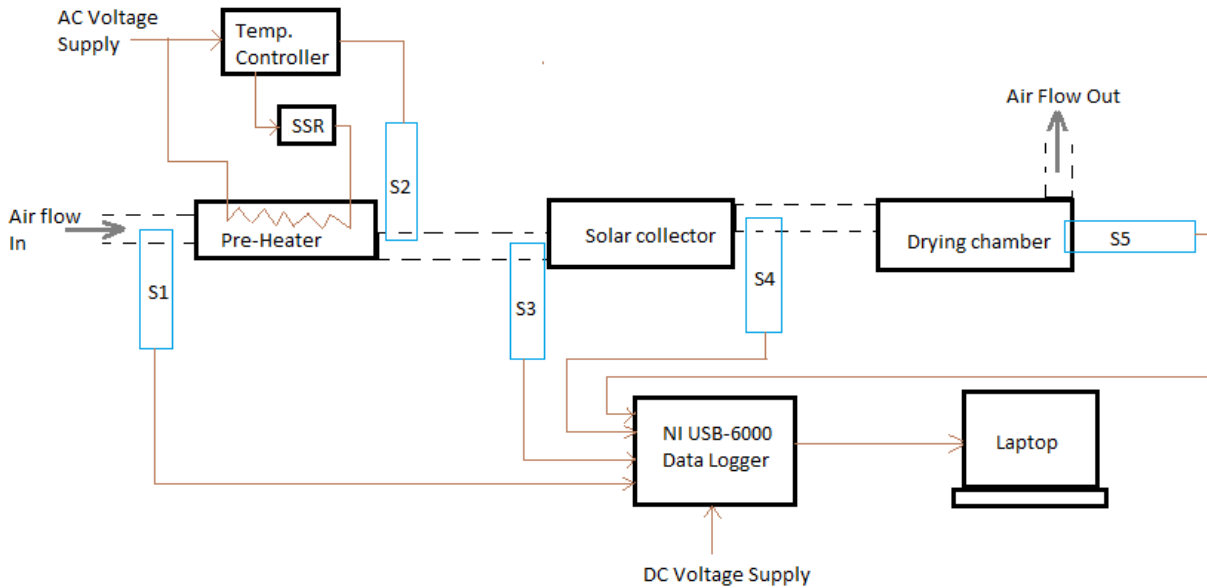 AC Voltage
Supply
Temp.
Controller
SSR
S2
Air Flow Out
Air flow
In
Pre-Heater
S1
S3
Solar collector
S4
Drying chamber
S5
NI USB-6000
Data Logger
Laptop
DC Voltage Supply